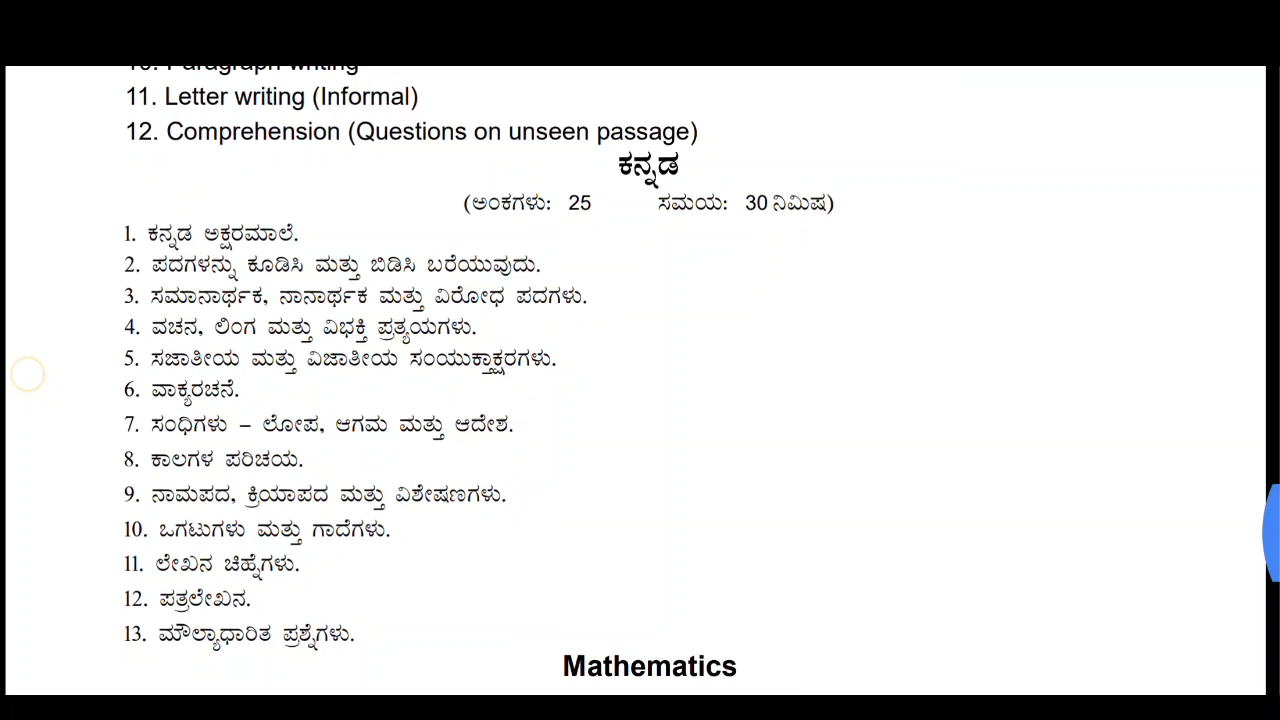 10. Paragraph writing
11. Letter writing (Informal)
12. Comprehension (Questions on unseen passage)
ಕನ್ನಡ
(ಅಂಕಗಳು: 25 ಸಮಯ: 30 ನಿಮಿಷ)
1. ಕನ್ನಡ ಅಕ್ಷರಮಾಲೆ.
2. ಪದಗಳನ್ನು ಕೂಡಿಸಿ ಮತ್ತು ಬಿಡಿಸಿ ಬರೆಯುವುದು.
3. ಸಮಾನಾರ್ಥಕ, ನಾನಾರ್ಥಕ ಮತ್ತು ವಿರೋಧ ಪದಗಳು.
4. ವಚನ, ಲಿಂಗ ಮತ್ತು ವಿಭಕ್ತಿ ಪ್ರತ್ಯಯಗಳು.
5. ಸಜಾತೀಯ ಮತ್ತು ವಿಜಾತೀಯ ಸಂಯುಕ್ತಾಕ್ಷರಗಳು.
6. ವಾಕ್ಯರಚನೆ.
7. ಸಂಧಿಗಳು – ಲೋಪ, ಆಗಮ ಮತ್ತು ಆದೇಶ.
8. ಕಾಲಗಳ ಪರಿಚಯ.
9. ನಾಮಪದ, ಕ್ರಿಯಾಪದ ಮತ್ತು ವಿಶೇಷಣಗಳು.
10. ಒಗಟುಗಳು ಮತ್ತು ಗಾದೆಗಳು.
11. ಲೇಖನ ಚಿಹ್ನೆಗಳು.
12. ಪತ್ರಲೇಖನ.
13. ಮೌಲ್ಯಾಧಾರಿತ ಪ್ರಶ್ನೆಗಳು.
Mathematics